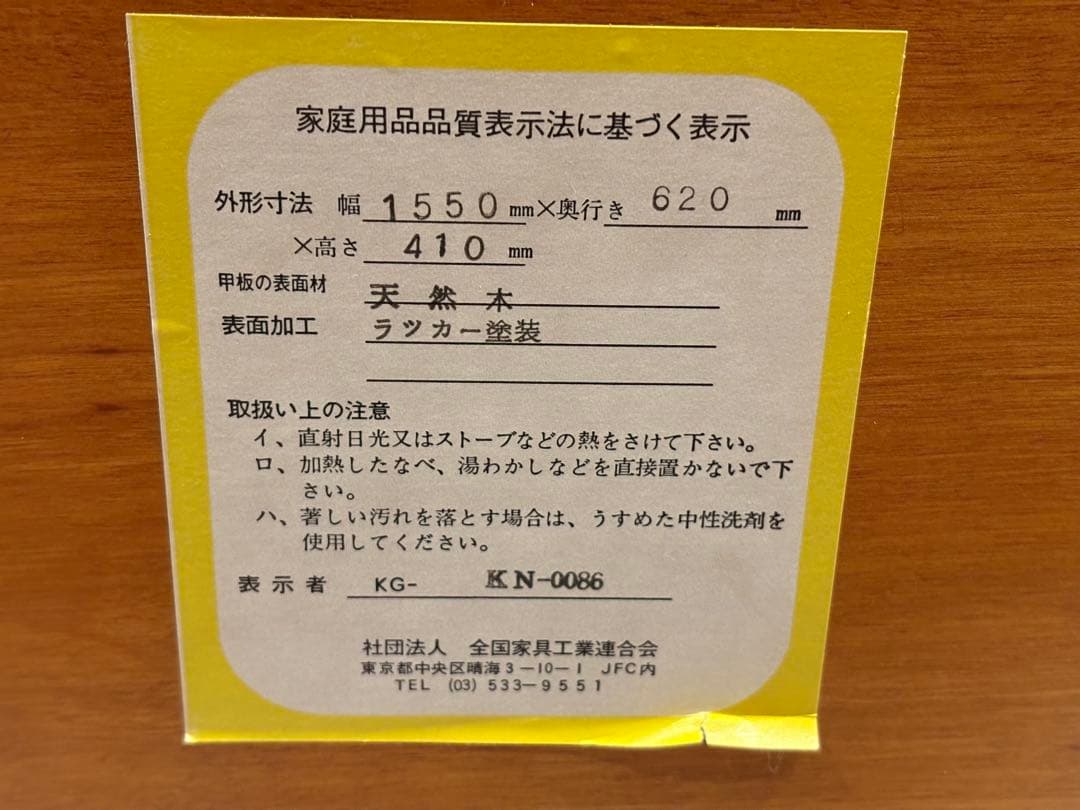 家庭用品品質表示法に基づく表示
外形寸法 幅 1550 mm×奥行き 620 mm
×高さ 410 mm
甲板の表面材 天然木
表面加工 ラツカー塗装
取扱い上の注意
イ、直射日光又はストーブなどの熱をさけて下さい。
ロ、加熱したなべ、湯わかしなどを直接置かないで下
さい。
ハ、著しい汚れを落とす場合は、うすめた中性洗剤を
使用してください。
表示者 KG- KN-0086
社団法人 全国家具工業連合会
東京都中央区晴海3-10-1 JFC内
TEL (03) 533-9551